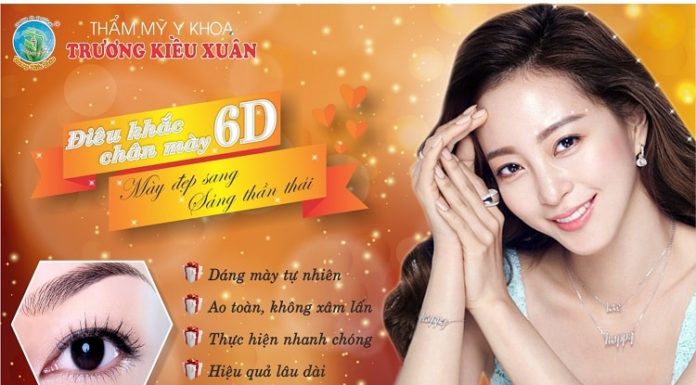 THẨM MỸ Y KHOA
TRƯƠNG KIỀU XUÂN
Điêu khắc
chân mày 6D
Mày đẹp sang
Sáng thần thái
Dáng mày tự nhiên
Ao toàn, không xâm lấn
Thực hiện nhanh chóng
Hiệu quả lâu dài